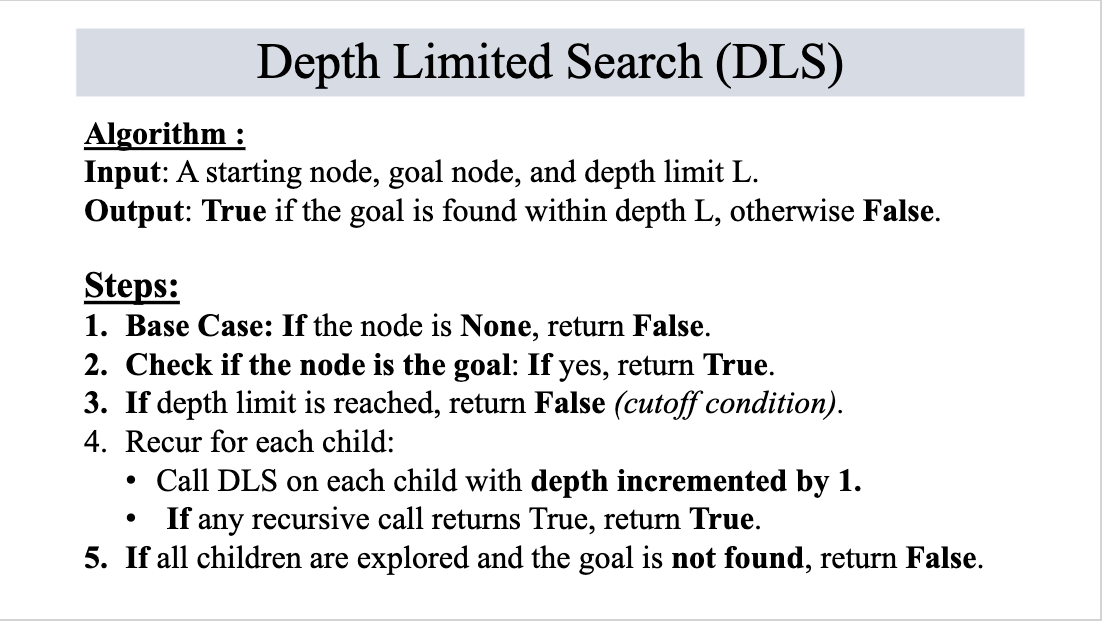 Depth Limited Search (DLS)
Algorithm :
Input: A starting node, goal node, and depth limit L.
Output: True if the goal is found within depth L, otherwise False.
Steps:
1. Base Case: If the node is None, return False.
2. Check if the node is the goal: If yes, return True.
3. If depth limit is reached, return False (cutoff condition).
4. Recur for each child:
• Call DLS on each child with depth incremented by 1.
• If any recursive call returns True, return True.
5. If all children are explored and the goal is not found, return False.